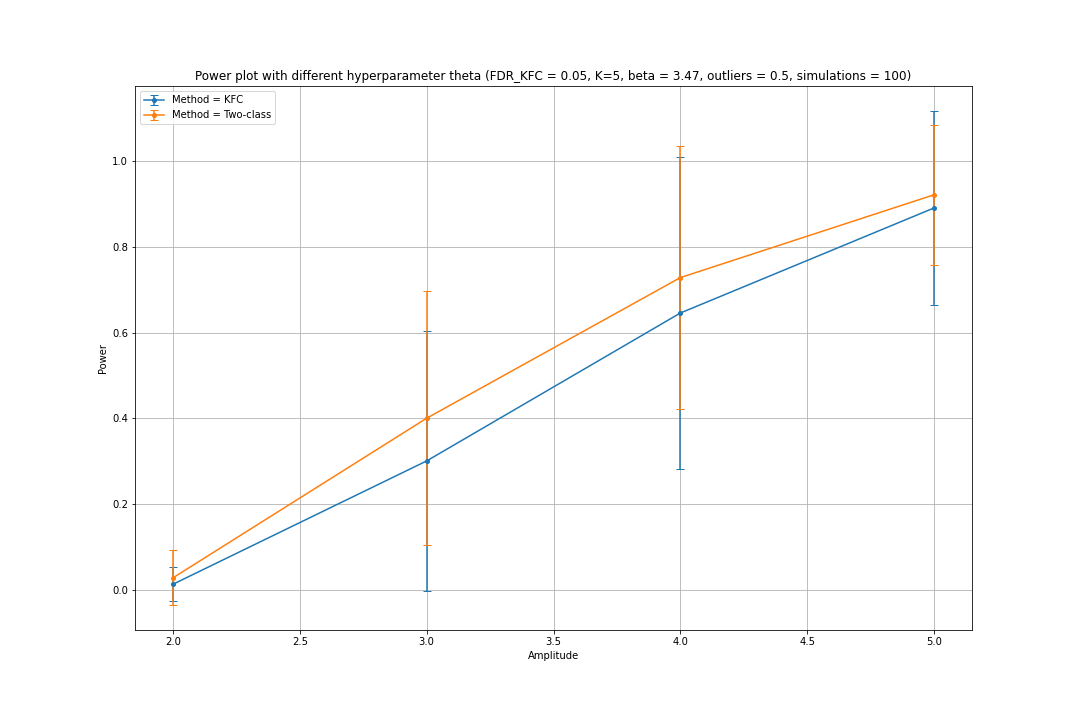 Power plot with different hyperparameter theta (FDR_KFC = 0.05, K=5, beta = 3.47, outliers = 0.5, simulations = 100)
Method = KFC
Method = Two-class
1.0
0.8
0.6
0.4
0.2
0.0
Power
2.0 2.5 3.0 3.5 4.0 4.5 5.0
Amplitude